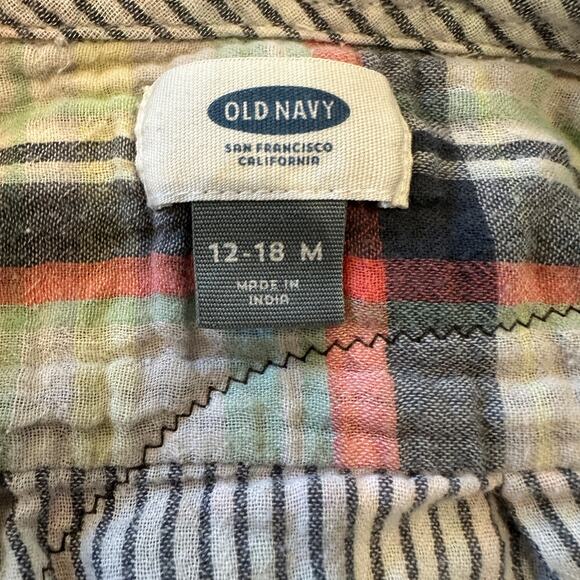 OLD NAVY
SAN FRANCISCO
CALIFORNIA
12-18 M
MADE IN
INDIA